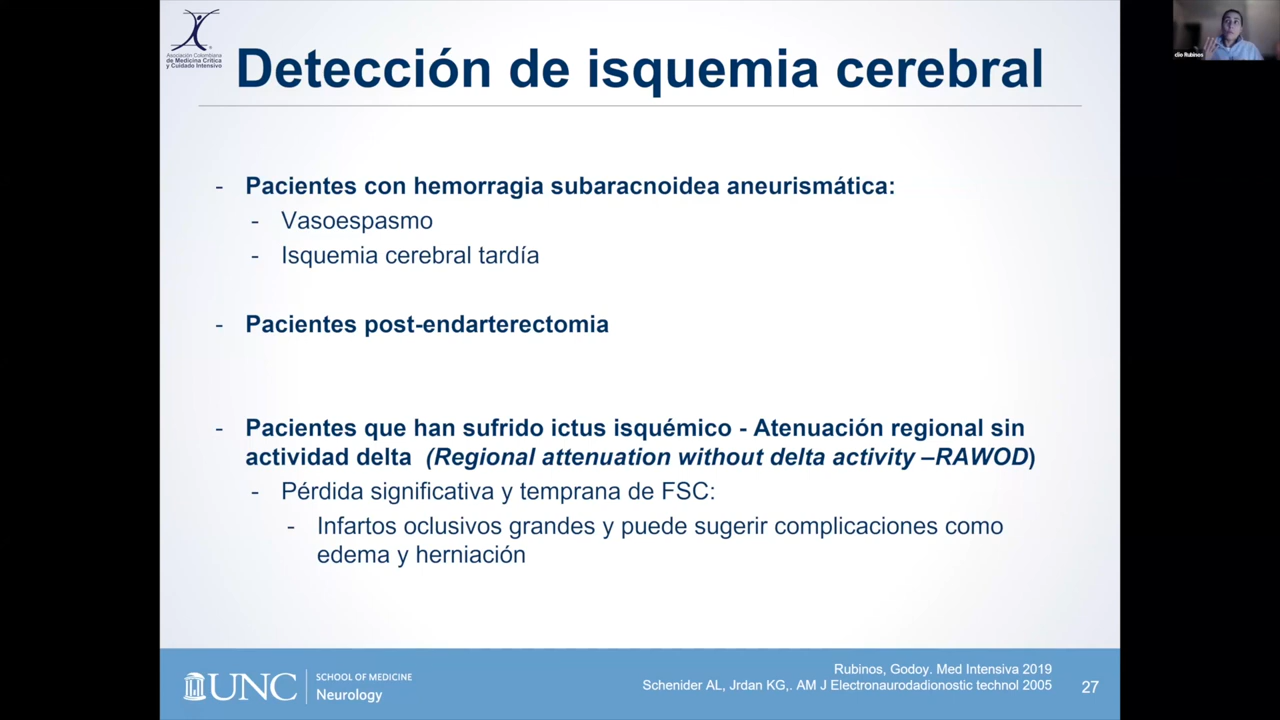 Asociación Colombiana
de Medicina Crítica
y Cuidado Intensivo
Detección de isquemia cerebral
- Pacientes con hemorragia subaracnoidea aneurismática:
- Vasoespasmo
- Isquemia cerebral tardía
- Pacientes post-endarterectomia
- Pacientes que han sufrido ictus isquémico - Atenuación regional sin
actividad delta (Regional attenuation without delta activity –RAWOD)
- Pérdida significativa y temprana de FSC:
- Infartos oclusivos grandes y puede sugerir complicaciones como
edema y herniación
UNC
SCHOOL OF MEDICINE
Neurology
Rubinos, Godoy. Med Intensiva 2019
Schenider AL, Jrdan KG,. AM J Electronaurodadionostic technol 2005
27
dio Rubinos